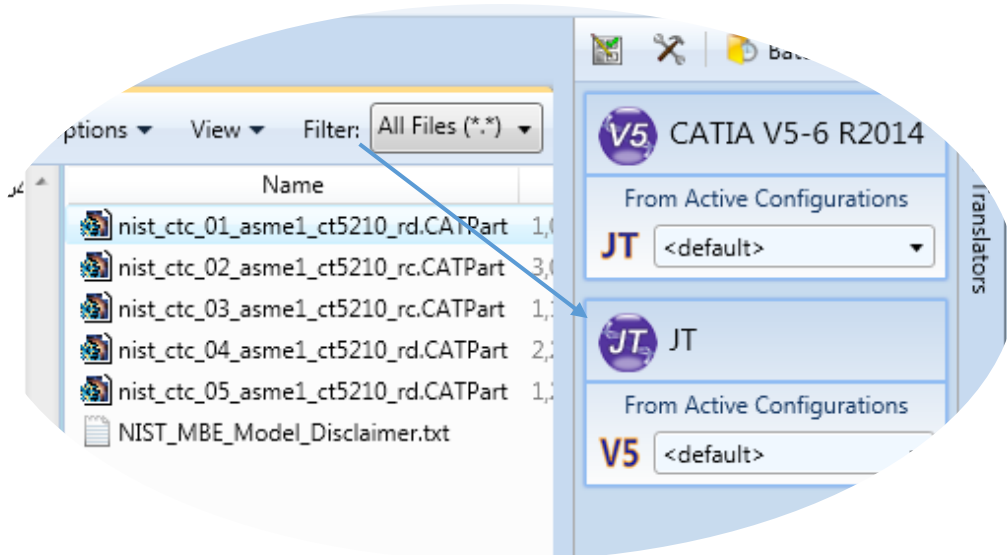 ptions View Filter: All Files (*.*)
Name
nist_ctc_01_asme1_ct5210_rd.CATPart
nist_ctc_02_asme1_ct5210_rc.CATPart
nist_ctc_03_asme1_ct5210_rc.CATPart
nist_ctc_04_asme1_ct5210_rd.CATPart
nist_ctc_05_asme1_ct5210_rd.CATPart
NIST_MBE_Model_Disclaimer.txt
V5 CATIA V5-6 R2014
From Active Configurations
JT <default>
JT JT
From Active Configurations
V5 <default>
Translators